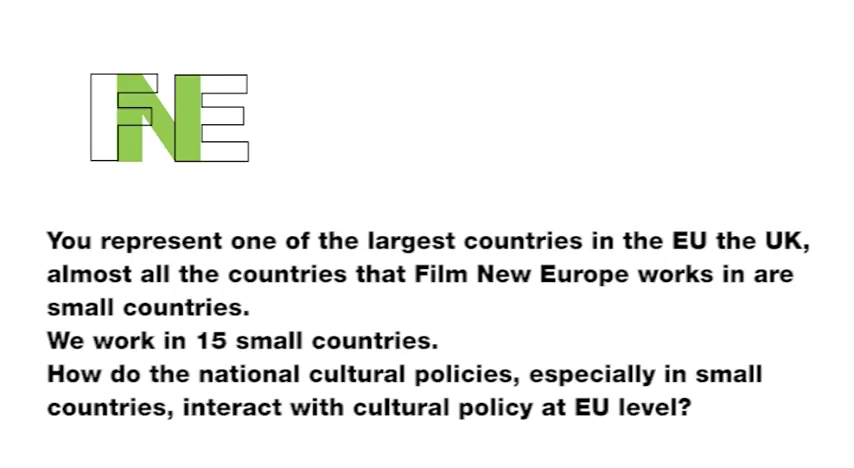 FNE
You represent one of the largest countries in the EU the UK,
almost all the countries that Film New Europe works in are
small countries.
We work in 15 small countries.
How do the national cultural policies, especially in small
countries, interact with cultural policy at EU level?